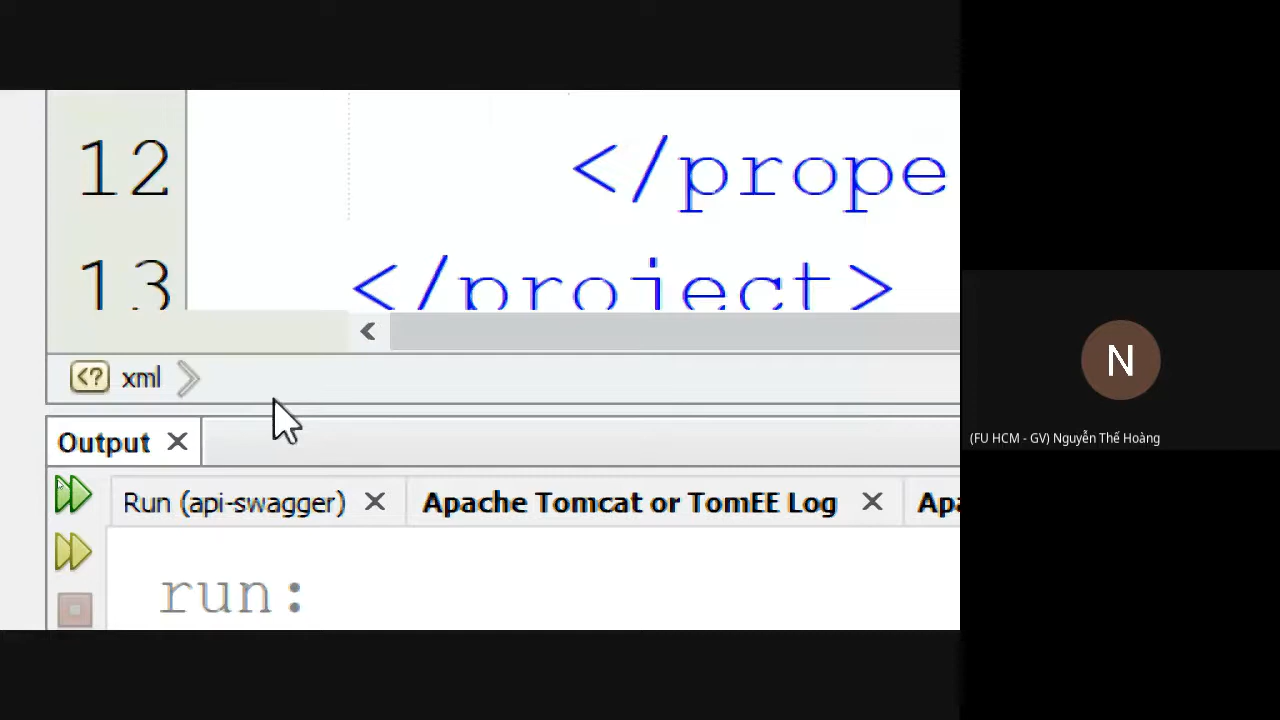 12 </prope
13 </project>
<
<? xml
Output
Run (api-swagger) Apache Tomcat or TomEE Log Apa
run:
N
(FU HCM - GV) Nguyễn Thế Hoàng